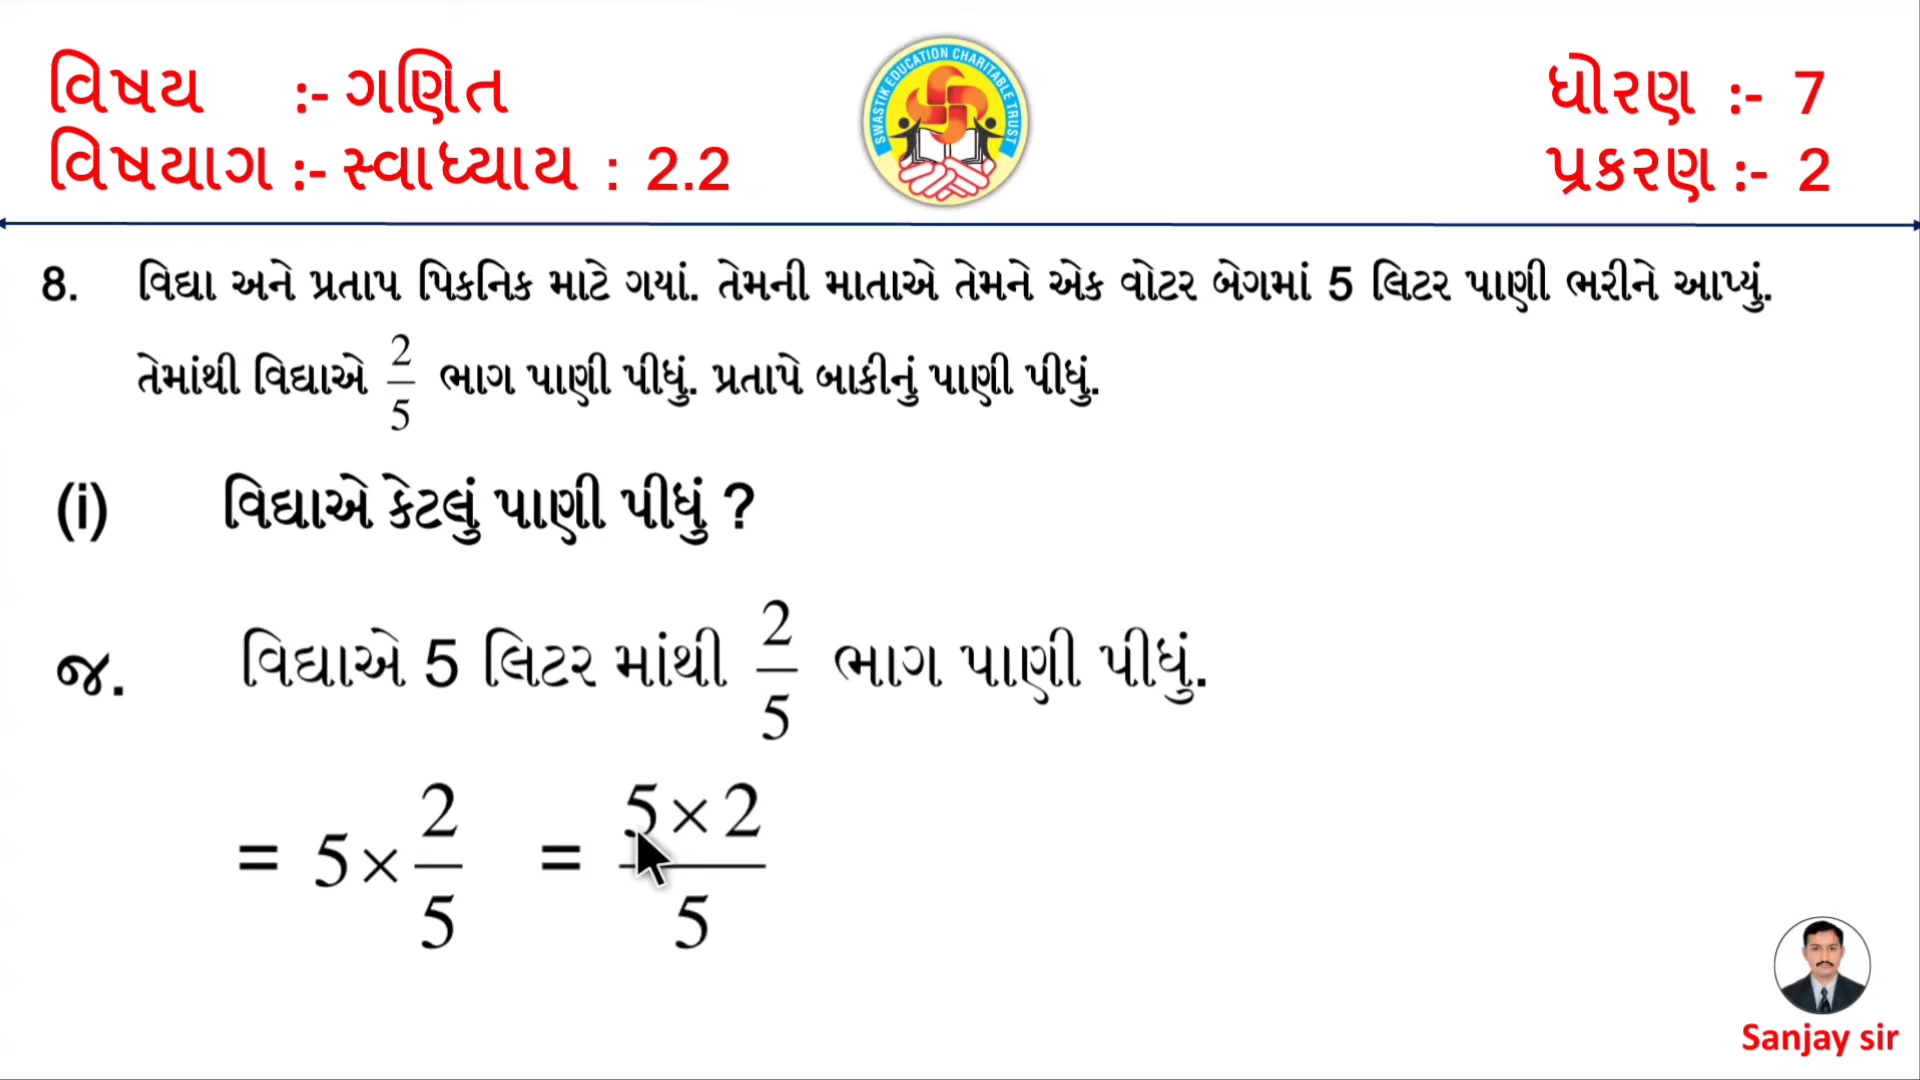 વિષય :- ગણિત
વિષયાગ :- સ્વાધ્યાય : 2.2
SWASTIK EDUCATION CHARITABLE TRUST
ધોરણ :- 7
પ્રકરણ :- 2
8. વિદ્યા અને પ્રતાપ પિકનિક માટે ગયાં. તેમની માતાએ તેમને એક વોટર બેગમાં 5 લિટર પાણી ભરીને આપ્યું.
તેમાંથી વિદ્યાએ 2/5 ભાગ પાણી પીધું. પ્રતાપે બાકીનું પાણી પીધું.
(i) વિદ્યાએ કેટલું પાણી પીધું ?
જ. વિદ્યાએ 5 લિટર માંથી 2/5 ભાગ પાણી પીધું.
= 5 × 2/5 = 5 × 2/5
Sanjay sir